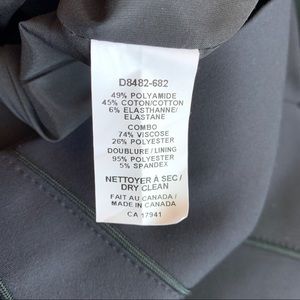 D8482-682
49% POLYAMIDE
45% COTON/COTTON
6% ELASTHANNE/
ELASTANE
COMBO
74% VISCOSE
26% POLYESTER
DOUBLURE / LINING
95% POLYESTER
5% SPANDEX
NETTOYER À SEC /
DRY CLEAN
FAIT AU CANADA /
MADE IN CANADA
CA 17941